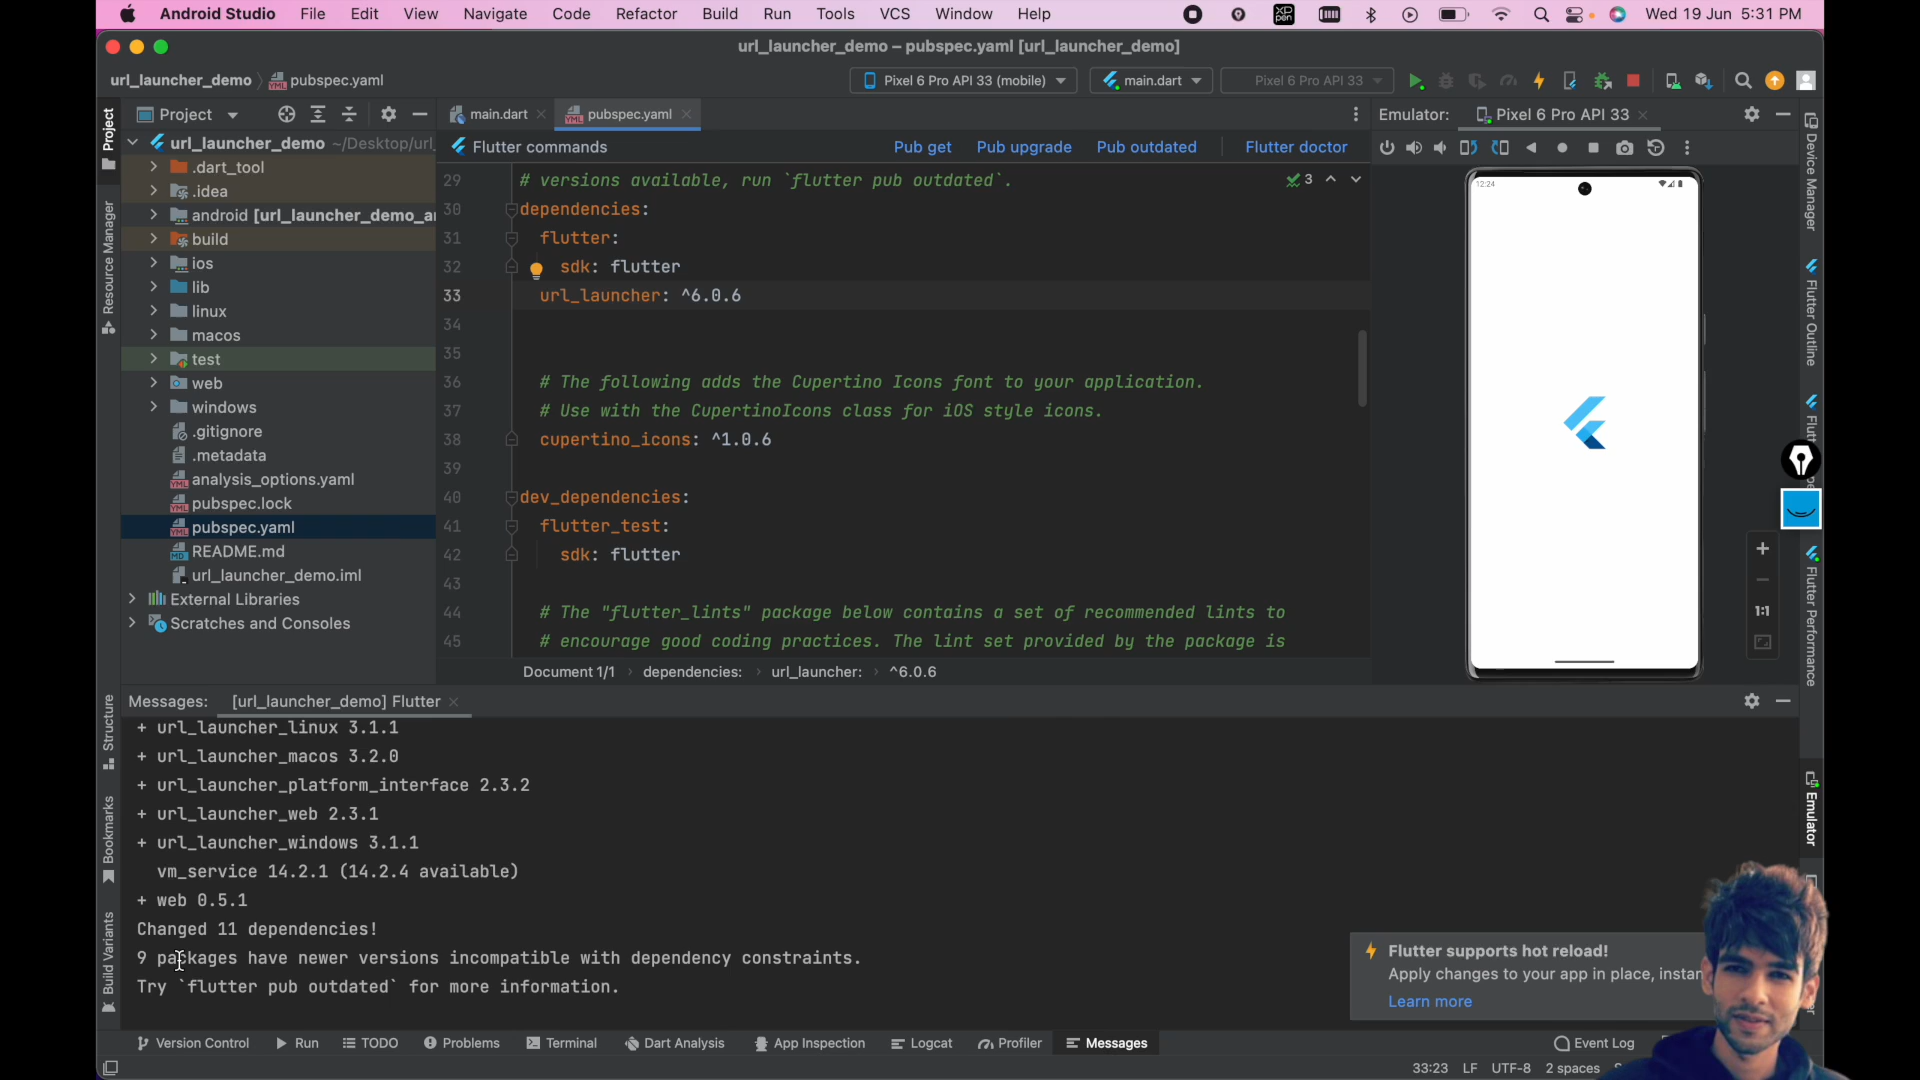 Android Studio File Edit View Navigate Code Refactor Build Run Tools VCS Window Help Wed 19 Jun 5:31 PM
url_launcher_demo – pubspec.yaml [url_launcher_demo]
url_launcher_demo pubspec.yaml Pixel 6 Pro API 33 (mobile) main.dart Pixel 6 Pro API 33
Project main.dart pubspec.yaml Emulator: Pixel 6 Pro API 33
Flutter commands Pub get Pub upgrade Pub outdated Flutter doctor
Project
Resource Manager
Structure
Bookmarks
Build Variants
url_launcher_demo ~/Desktop/url_
.dart_tool
.idea
android [url_launcher_demo_a
build
ios
lib
linux
macos
test
web
windows
.gitignore
.metadata
analysis_options.yaml
pubspec.lock
pubspec.yaml
README.md
url_launcher_demo.iml
External Libraries
Scratches and Consoles
29 # versions available, run `flutter pub outdated`. 3
30 dependencies:
31 flutter:
32 sdk: flutter
33 url_launcher: ^6.0.6
34
35
36 # The following adds the Cupertino Icons font to your application.
37 # Use with the CupertinoIcons class for iOS style icons.
38 cupertino_icons: ^1.0.6
39
40 dev_dependencies:
41 flutter_test:
42 sdk: flutter
43
44 # The "flutter_lints" package below contains a set of recommended lints to
45 # encourage good coding practices. The lint set provided by the package is
Document 1/1 dependencies: url_launcher: ^6.0.6
12:24
1:1
Device Manager
Flutter Outline
Flutter Performance
Emulator
Messages: [url_launcher_demo] Flutter
+ url_launcher_linux 3.1.1
+ url_launcher_macos 3.2.0
+ url_launcher_platform_interface 2.3.2
+ url_launcher_web 2.3.1
+ url_launcher_windows 3.1.1
vm_service 14.2.1 (14.2.4 available)
+ web 0.5.1
Changed 11 dependencies!
9 packages have newer versions incompatible with dependency constraints.
Try `flutter pub outdated` for more information.
Flutter supports hot reload!
Apply changes to your app in place, instan
Learn more
Version Control Run TODO Problems Terminal Dart Analysis App Inspection Logcat Profiler Messages Event Log
33:23 LF UTF-8 2 spaces